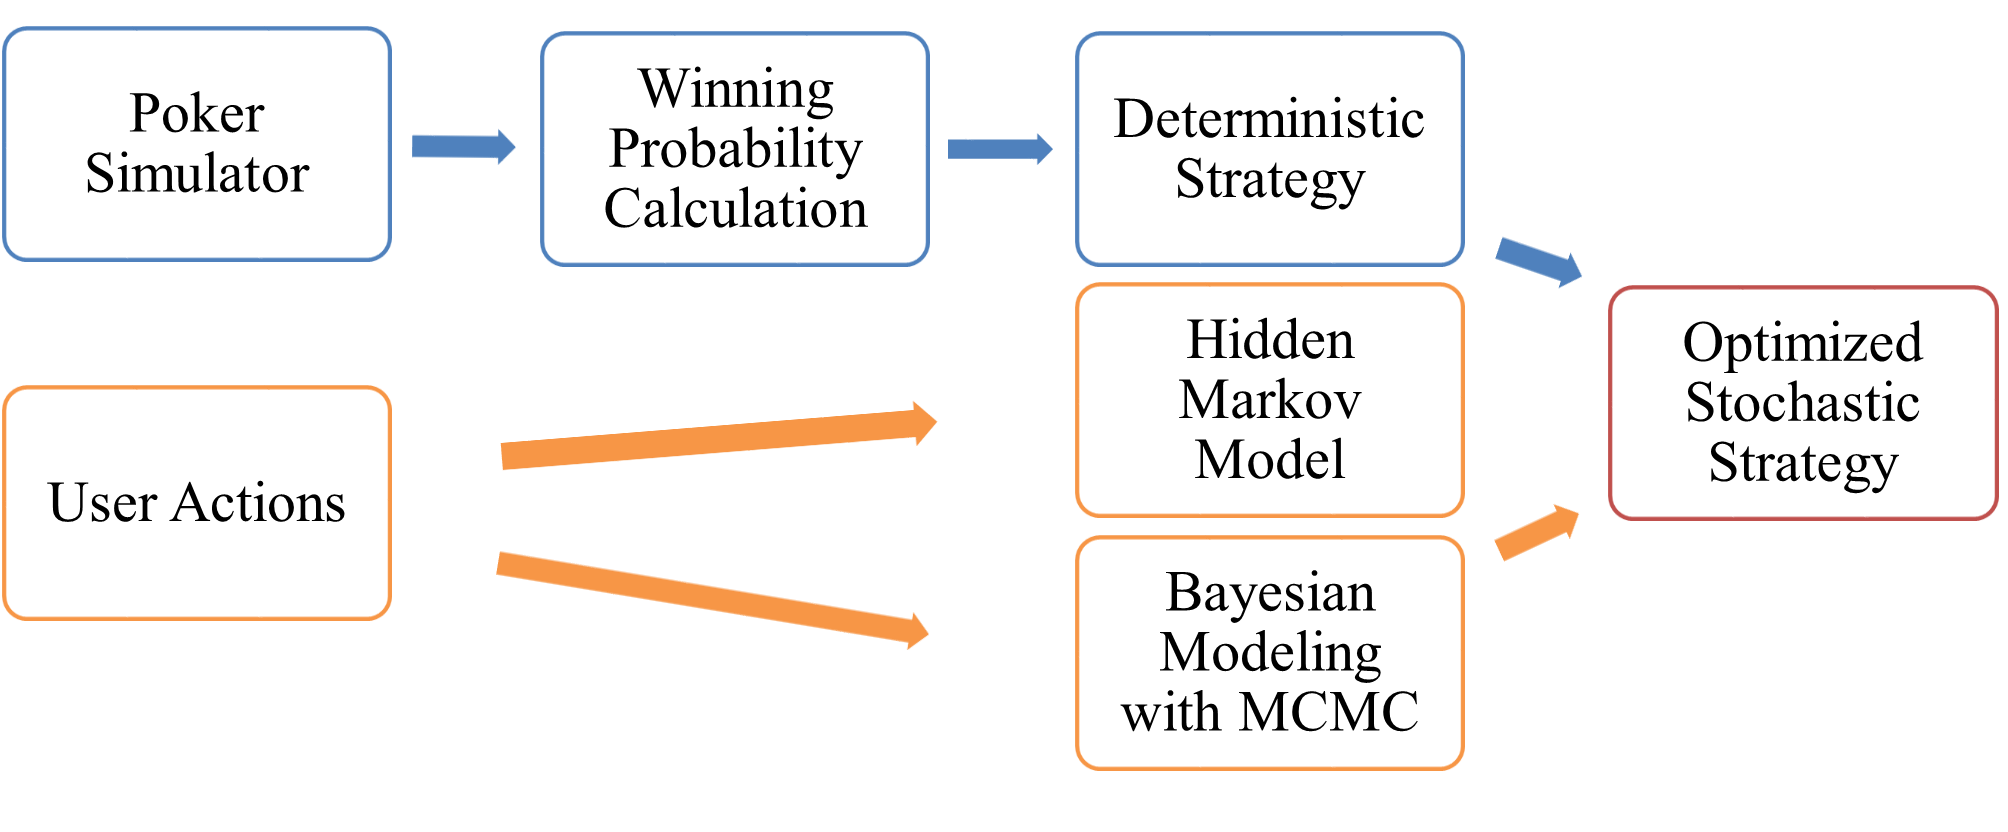 Poker
Simulator
Winning
Probability
Calculation
Deterministic
Strategy
User Actions
Hidden
Markov
Model
Bayesian
Modeling
with MCMC
Optimized
Stochastic
Strategy